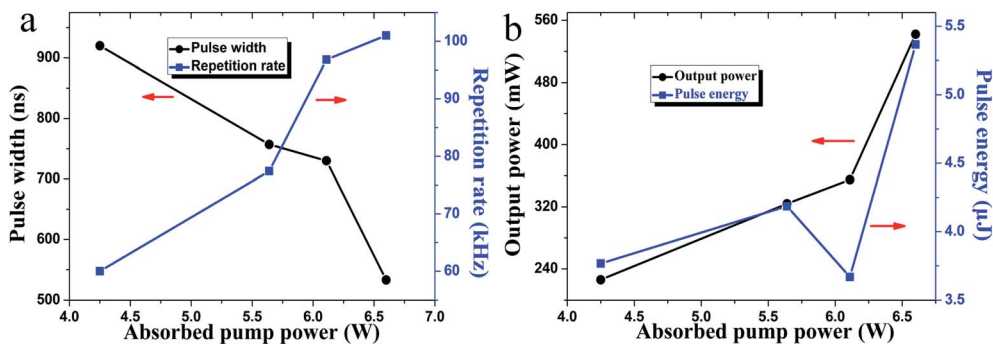 a
Pulse width (ns)
900
800
700
600
500
Pulse width
Repetition rate
100
90
80
70
60
Repetition rate (kHz)
4.0 4.5 5.0 5.5 6.0 6.5 7.0
Absorbed pump power (W)
b
Output power (mW)
560
480
400
320
240
Output power
Pulse energy
5.5
5.0
4.5
4.0
3.5
Pulse energy (μJ)
4.0 4.5 5.0 5.5 6.0 6.5
Absorbed pump power (W)